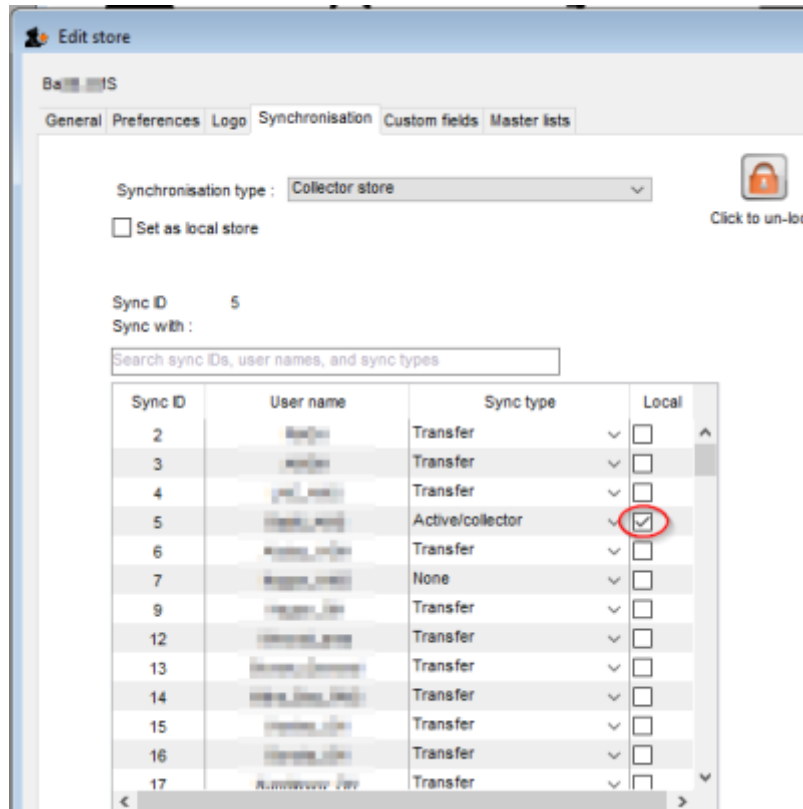 Edit store
General Preferences Logo Synchronisation Custom fields Master lists
Synchronisation type : Collector store
Set as local store
Click to un-loc
Sync ID 5
Sync with :
Search sync IDs, user names, and sync types
Sync ID User name Sync type Local
2 Transfer
3 Transfer
4 Transfer
5 Active/collector
6 Transfer
7 None
9 Transfer
12 Transfer
13 Transfer
14 Transfer
15 Transfer
16 Transfer
17 Transfer